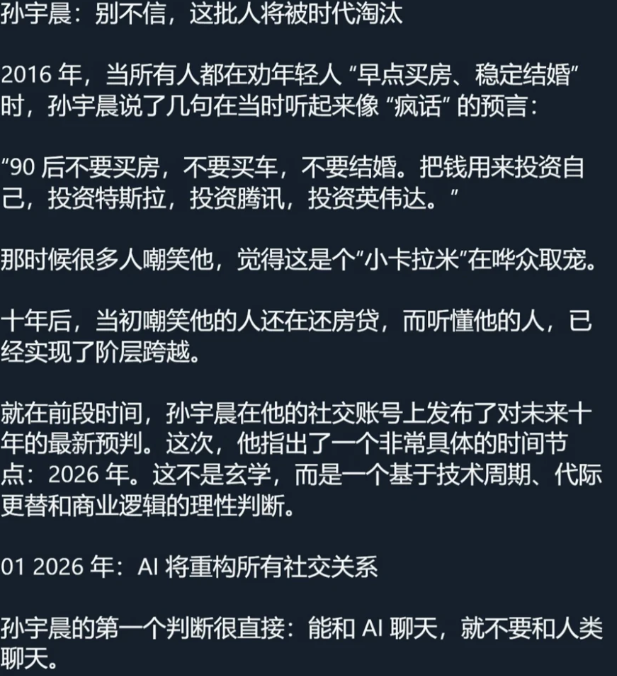 孙宇晨：别不信，这批人将被时代淘汰
2016 年，当所有人都在劝年轻人 “早点买房、稳定结婚”
时，孙宇晨说了几句在当时听起来像 “疯话” 的预言：
“90 后不要买房，不要买车，不要结婚。把钱用来投资自
己，投资特斯拉，投资腾讯，投资英伟达。”
那时候很多人嘲笑他，觉得这是个“小卡拉米”在哗众取宠。
十年后，当初嘲笑他的人还在还房贷，而听懂他的人，已
经实现了阶层跨越。
就在前段时间，孙宇晨在他的社交账号上发布了对未来十
年的最新预判。这次，他指出了一个非常具体的时间节
点：2026 年。这不是玄学，而是一个基于技术周期、代际
更替和商业逻辑的理性判断。
01 2026 年：AI 将重构所有社交关系
孙宇晨的第一个判断很直接：能和 AI 聊天，就不要和人类
聊天。